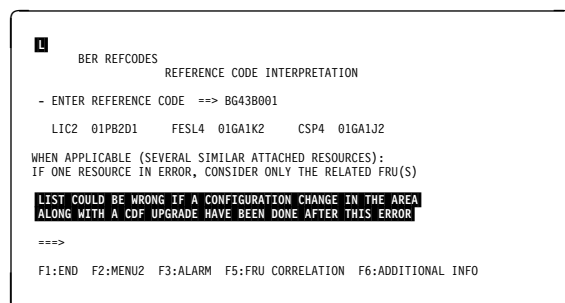 L
BER REFCODES
REFERENCE CODE INTERPRETATION
- ENTER REFERENCE CODE ==> BG43B001
LIC2 01PB2D1 FESL4 01GA1K2 CSP4 01GA1J2
WHEN APPLICABLE (SEVERAL SIMILAR ATTACHED RESOURCES):
IF ONE RESOURCE IN ERROR, CONSIDER ONLY THE RELATED FRU(S)
LIST COULD BE WRONG IF A CONFIGURATION CHANGE IN THE AREA
ALONG WITH A CDF UPGRADE HAVE BEEN DONE AFTER THIS ERROR
===>
F1:END F2:MENU2 F3:ALARM F5:FRU CORRELATION F6:ADDITIONAL INFO